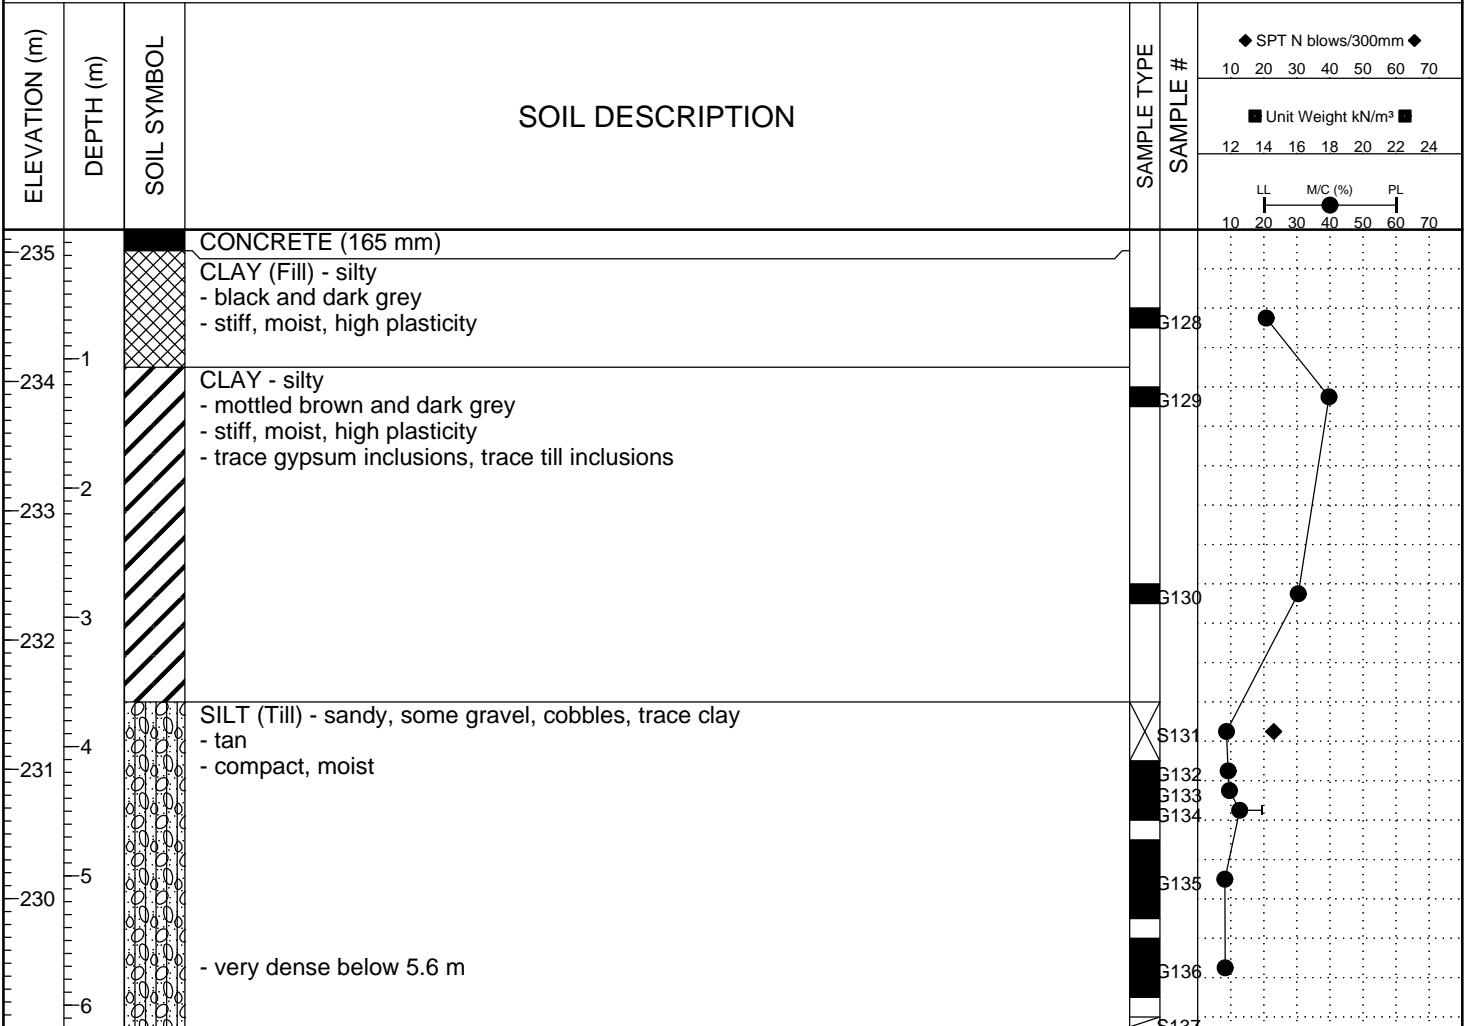 ELEVATION (m)
DEPTH (m)
SOIL SYMBOL
SOIL DESCRIPTION
SAMPLE TYPE
SAMPLE #
◆ SPT N blows/300mm ◆
10 20 30 40 50 60 70
■ Unit Weight kN/m³ ■
12 14 16 18 20 22 24
LL M/C (%) PL
10 20 30 40 50 60 70
235
CONCRETE (165 mm)
CLAY (Fill) - silty
- black and dark grey
- stiff, moist, high plasticity
G128
1
234
CLAY - silty
G129
- mottled brown and dark grey
- stiff, moist, high plasticity
- trace gypsum inclusions, trace till inclusions
2
233
G130
3
232
SILT (Till) - sandy, some gravel, cobbles, trace clay
S131
- tan
4
- compact, moist
231
G132
G133
G134
5
G135
230
- very dense below 5.6 m
G136
6
S137